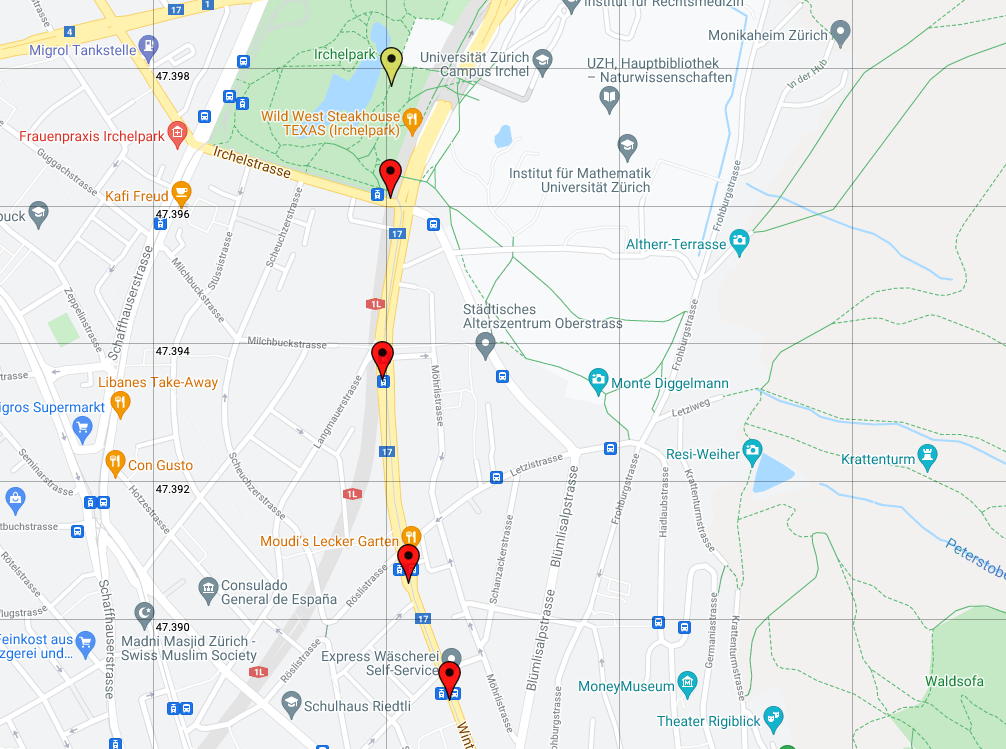 Institut für Rechtsmedizin
17
1
4
Migrol Tankstelle
Irchelpark
Universität Zürich
Campus Irchel
Monikaheim Zürich
UZH, Hauptbibliothek
– Naturwissenschaften
In der Hub
47.398
Wild West Steakhouse
TEXAS (Irchelpark)
Frauenpraxis Irchelpark
Irchelstrasse
Guggachstrasse
Institut für Mathematik
Universität Zürich
Kafi Freud
buck
47.396
Scheuchzerstrasse
Frohburgstrasse
17
Altherr-Terrasse
Stüssistrasse
Milchbuckstrasse
Schaffhauserstrasse
Zeppelinstrasse
1L
Städtisches
Alterszentrum Oberstrass
Frohburgstrasse
47.394
Milchbuckstrasse
trasse
Libanes Take-Away
Möhrlistrasse
Monte Diggelmann
Langmauerstrasse
igros Supermarkt
Letziweg
17
Con Gusto
Letzistrasse
Resi-Weiher
Krattenturm
Seminarstrasse
Scheuchzerstrasse
47.392
1L
Hotzestrasse
Frohburgstrasse
Hadlaubstrasse
Krattenturmstrasse
Blümlisalpstrasse
Schanzackerstrasse
tbuchstrasse
Moudi's Lecker Garten
Rötelstrasse
Röslistrasse
Peterstobe
Consulado
General de España
Schaffhauserstrasse
pflugstrasse
17
47.390
Germaniastrasse
Krattenturmstrasse
Feinkost aus
zgerei und...
Madni Masjid Zürich -
Swiss Muslim Society
Röslistrasse
Express Wäscherei
Self-Service
1L
Blümlisalpstrasse
Möhrlistrasse
MoneyMuseum
Waldsofa
Schulhaus Riedtli
Frohburgstrasse
Theater Rigiblick
Wint